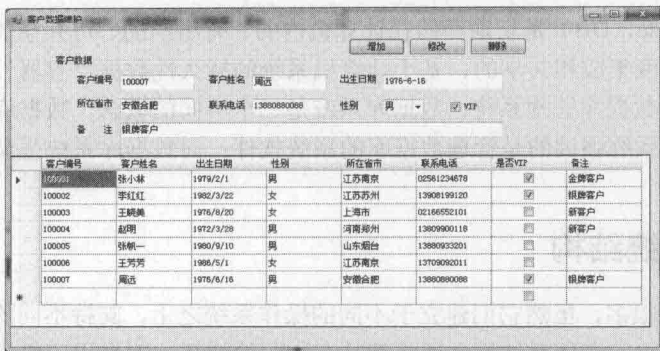 客户数据维护
增加 修改 删除
客户数据
客户编号 100007 客户姓名 周远 出生日期 1976-6-16
所在省市 安徽合肥 联系电话 13880880088 性别 男 VIP
备 注 银牌客户
客户编号 客户姓名 出生日期 性别 所在省市 联系电话 是否VIP 备注
100001 张小林 1979/2/1 男 江苏南京 02581234678 金牌客户
100002 李红红 1982/3/22 女 江苏苏州 13908199120 银牌客户
100003 王晓美 1976/8/20 女 上海市 02166552101 新客户
100004 赵明 1972/3/28 男 河南郑州 13809900118 新客户
100005 张帆一 1980/9/10 男 山东烟台 13880933201
100006 王芳芳 1986/5/1 女 江苏南京 13709092011
100007 周远 1976/6/16 男 安徽合肥 13880880088 银牌客户